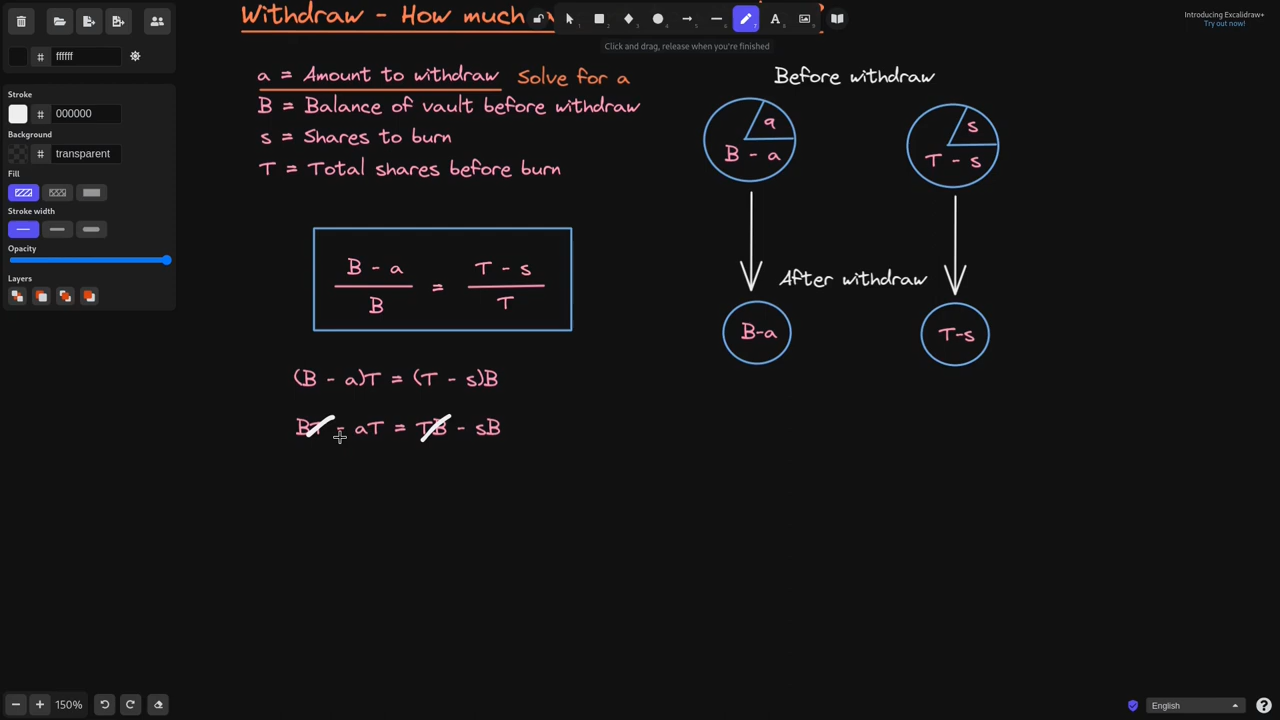 Withdraw - How much
?
Introducing Excalidraw+
Try out now!
Click and drag, release when you're finished
# ffffff
Stroke
# 000000
Background
# transparent
Fill
Stroke width
Opacity
Layers
a = Amount to withdraw Solve for a
B = Balance of vault before withdraw
s = Shares to burn
T = Total shares before burn
B - a
B
=
T - s
T
(B - a)T = (T - s)B
BT - aT = TB - sB
Before withdraw
a
B - a
s
T - s
After withdraw
B-a
T-s
150%
English